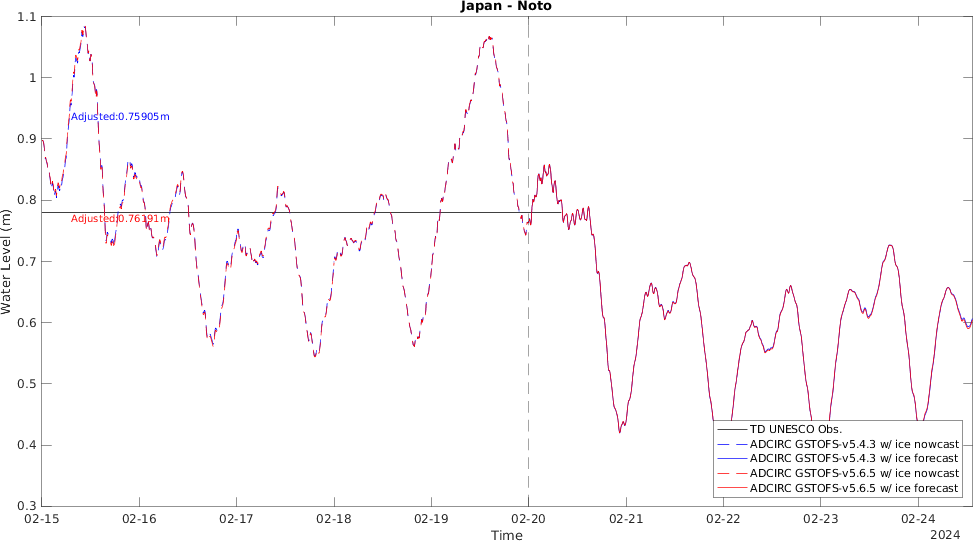 Japan - Noto
1.1
1
0.9
0.8
0.7
0.6
0.5
0.4
0.3
Water Level (m)
Adjusted:0.75905m
Adjusted:0.76191m
TD UNESCO Obs.
ADCIRC GSTOFS-v5.4.3 w/ ice nowcast
ADCIRC GSTOFS-v5.4.3 w/ ice forecast
ADCIRC GSTOFS-v5.6.5 w/ ice nowcast
ADCIRC GSTOFS-v5.6.5 w/ ice forecast
02-15 02-16 02-17 02-18 02-19 02-20 02-21 02-22 02-23 02-24
Time
2024